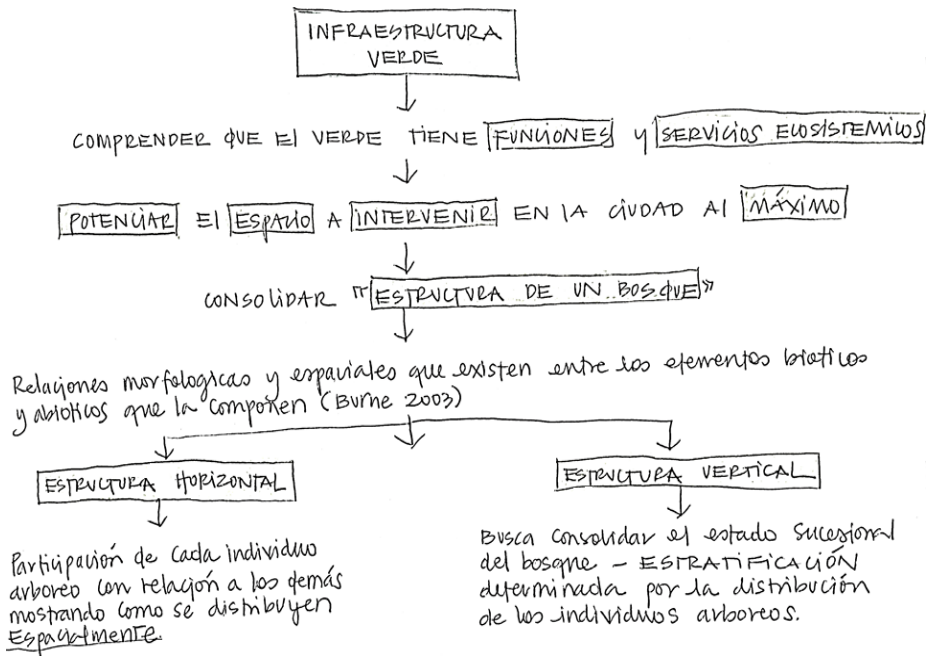 INFRAESTRUCTURA
VERDE
COMPRENDER QUE El VERDE TIENE FUNCIONES y SERVICIOS ECOSISTEMICOS
POTENCIAR El ESPACIO A INTERVENIR EN lA CIUDAD Al MÁXIMO
CONSOLIDAR "ESTRUCTURA DE UN BOSQUE"
Relaciones morfologicas y espaciales que existen entre los elementos bioticos
y abioticos que la componen (Burne 2003)
ESTRUCTURA HORIZONTAL
ESTRUCTURA VERTICAL
Participación de cada individuo
arboreo con relación a los demás
mostrando como se distribuyen
Espacialmente.
Busca consolidar el estado sucesional
del bosque – ESTRATIFICACIÓN
determinada por la distribución
de los individuos arboreos.